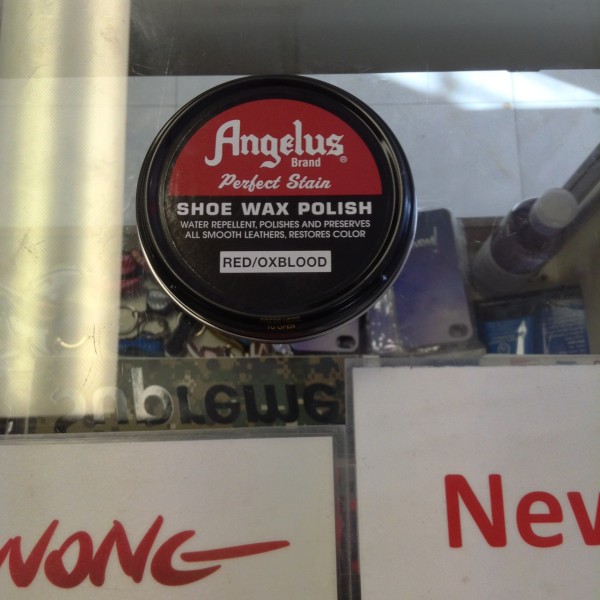 Angelus
Brand ®
Perfect Stain
SHOE WAX POLISH
WATER REPELLENT, POLISHES AND PRESERVES
ALL SMOOTH LEATHERS, RESTORES COLOR
RED/OXBLOOD
Supreme
New